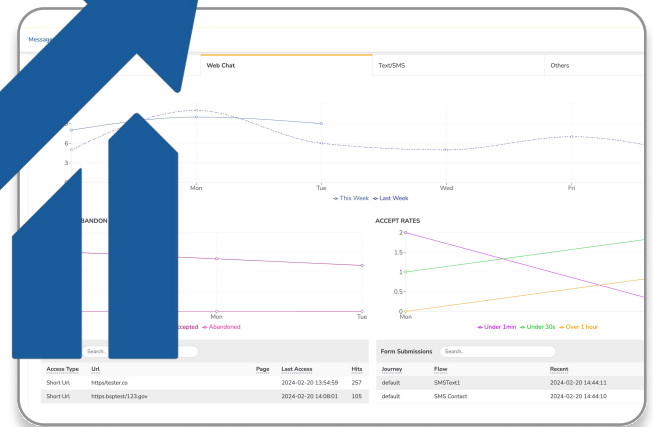 Message
Web Chat Text/SMS Others
6
3
Mon Tue Wed Fri
This Week Last Week
ACCEPT RATES
2
1.5
1
0.5
0
Mon Tue Mon
Abandoned Under 1min Under 30s Over 1 hour
Search.. Form Submissions Search..
Access Type Url Page Last Access Hits Journey Flow Recent
Short Url https/tester.co 2024-02-20 13:54:59 257 default SMSText1 2024-02-20 14:44:11
Short Url https.bsptest/123.gov 2024-02-20 14:08:01 105 default SMS Contact 2024-02-20 14:44:10